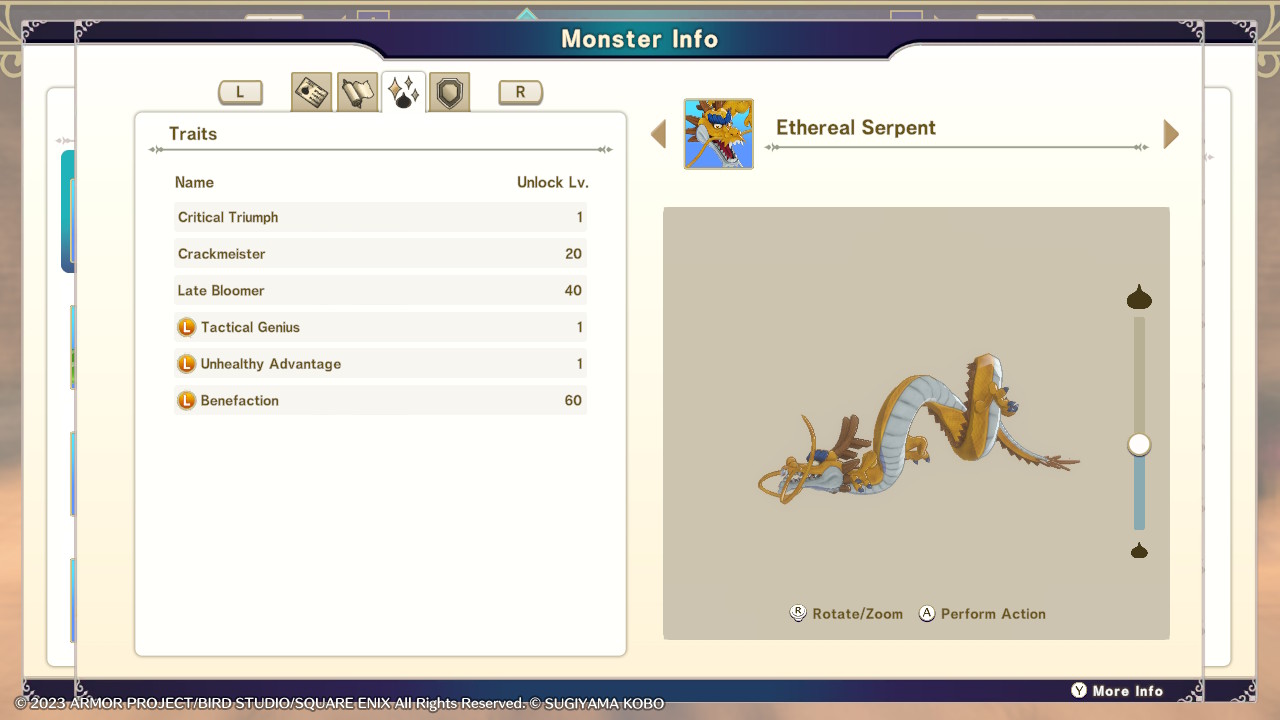 Monster Info
L
R
Traits
Name Unlock Lv.
Critical Triumph 1
Crackmeister 20
Late Bloomer 40
L Tactical Genius 1
L Unhealthy Advantage 1
L Benefaction 60
Ethereal Serpent
R Rotate/Zoom A Perform Action
Y More Info
© 2023 ARMOR PROJECT/BIRD STUDIO/SQUARE ENIX All Rights Reserved. © SUGIYAMA KOBO